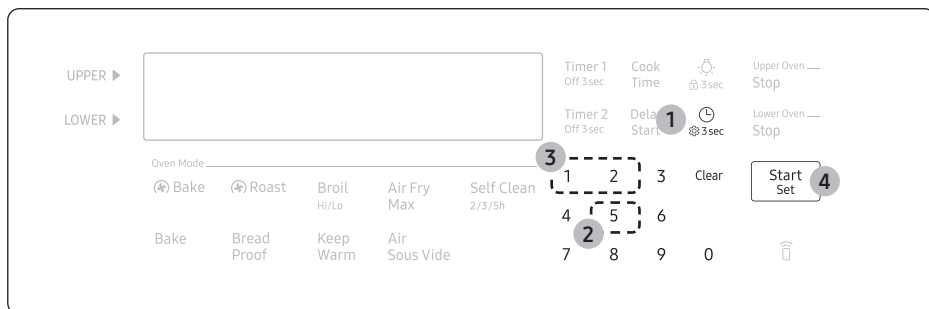 UPPER ▶
LOWER ▶
Timer 1
Off 3 sec
Cook
Time
3 sec
Upper Oven
Stop
Timer 2
Off 3 sec
Start
1
3 sec
Lower Oven
Stop
Oven Mode
Bake
Roast
Broil
Hi/Lo
Air Fry
Max
Self Clean
2/3/5h
Bake
Bread
Proof
Keep
Warm
Air
Sous Vide
3
1 2 3 Clear
Start
Set
4
4 5 6
2
7 8 9 0